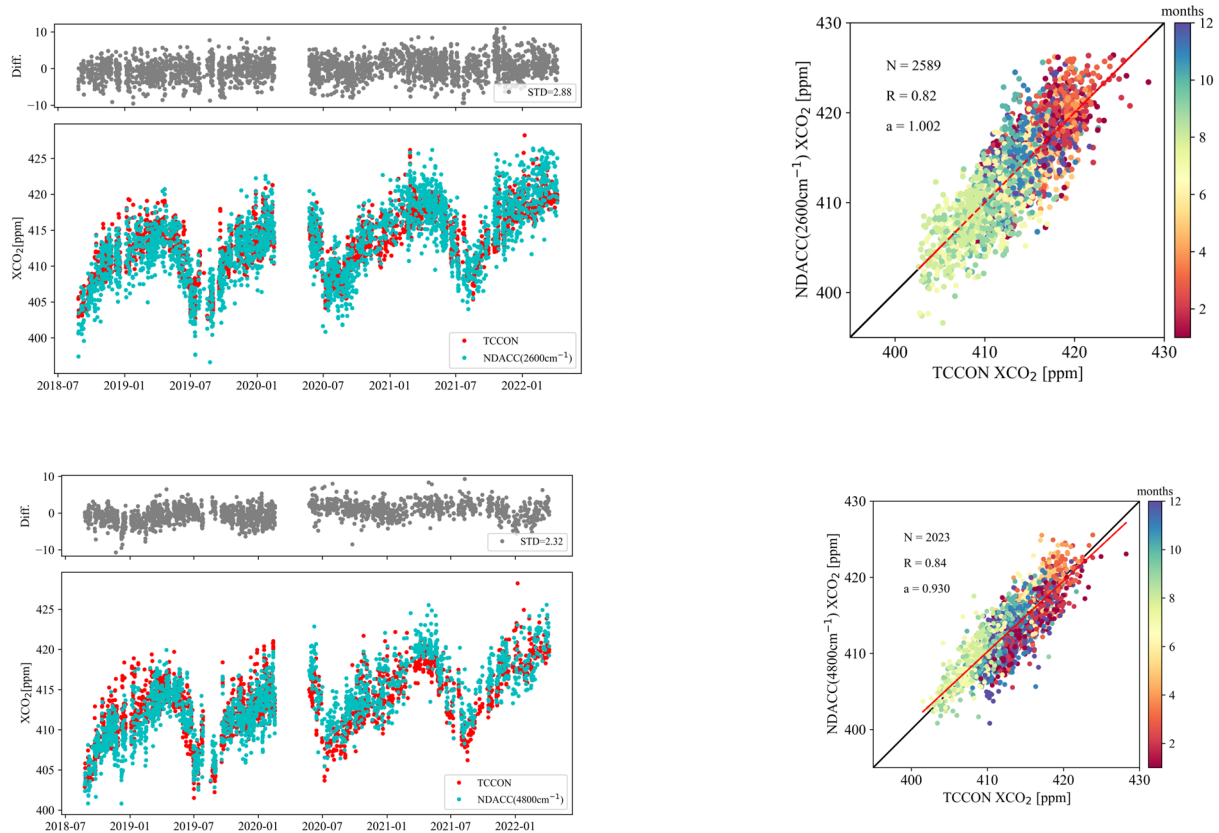 10
0
−10
Diff.
STD=2.88
425
420
415
410
405
400
XCO₂[ppm]
TCCON
NDACC(2600cm⁻¹)
2018-07 2019-01 2019-07 2020-01 2020-07 2021-01 2021-07 2022-01
months
430
420
410
400
NDACC(2600cm⁻¹) XCO₂ [ppm]
N = 2589
R = 0.82
a = 1.002
400 410 420 430
TCCON XCO₂ [ppm]
12
10
8
6
4
2
10
0
−10
Diff.
STD=2.32
425
420
415
410
405
400
XCO₂[ppm]
TCCON
NDACC(4800cm⁻¹)
2018-07 2019-01 2019-07 2020-01 2020-07 2021-01 2021-07 2022-01
months
430
420
410
400
NDACC(4800cm⁻¹) XCO₂ [ppm]
N = 2023
R = 0.84
a = 0.930
400 410 420 430
TCCON XCO₂ [ppm]
12
10
8
6
4
2